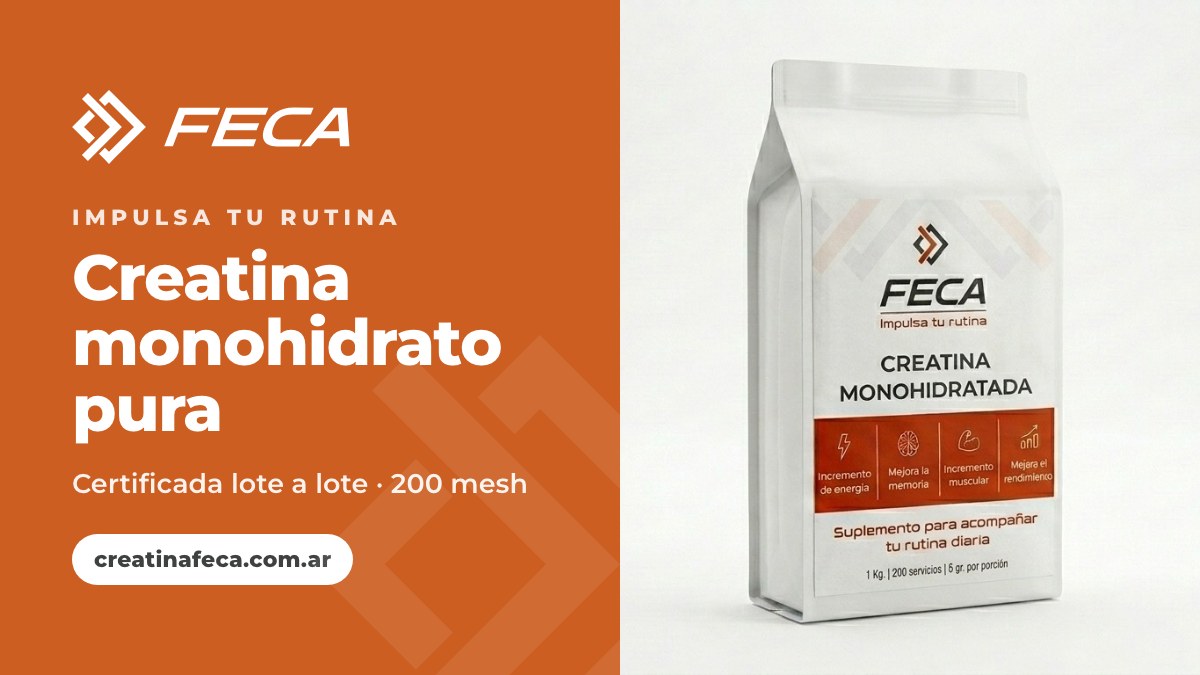 FECA
IMPULSA TU RUTINA
Creatina
monohidrato
pura
Certificada lote a lote · 200 mesh
creatinafeca.com.ar
FECA
Impulsa tu rutina
CREATINA
MONOHIDRATADA
Incremento
de energía
Mejora la
memoria
Incremento
muscular
Mejara el
rendimiento
Suplemento para acompañar
tu rutina diaria
1 Kg. | 200 servicios | 5 gr. por porción